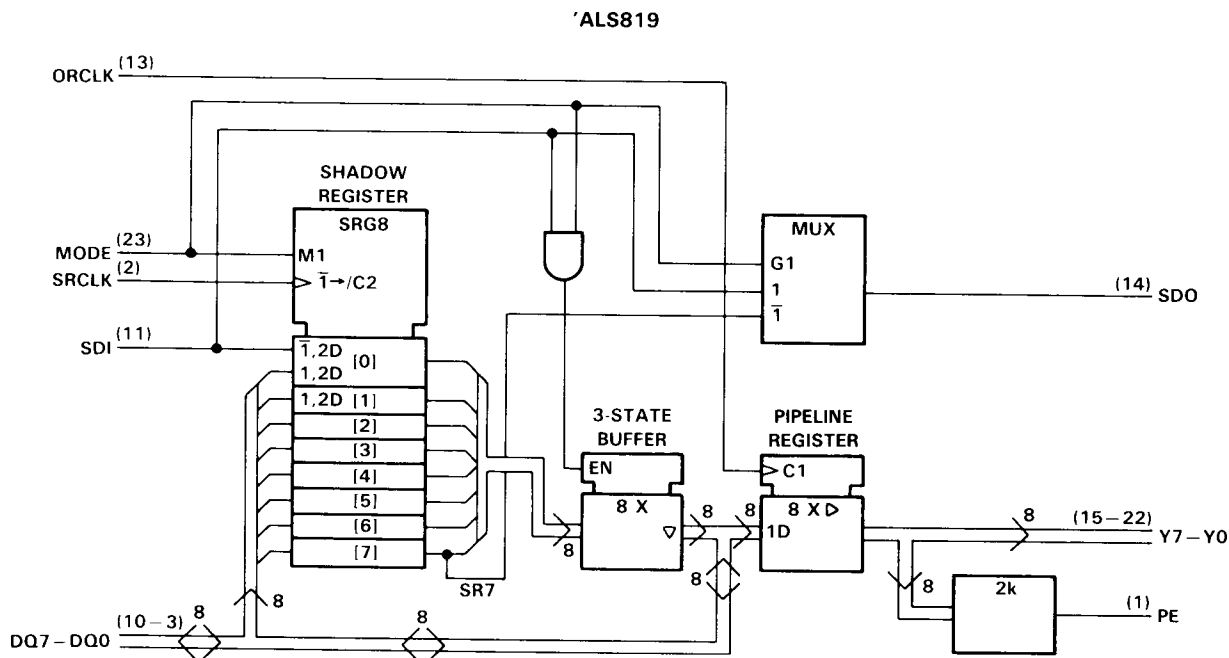 'ALS819
ORCLK (13)
SHADOW
REGISTER
SRG8
MUX
MODE (23)
M1
G1
SRCLK (2)
1̅→/C2
1
(14) SDO
1̅
SDI (11)
1̅,2D
[0]
1,2D
1,2D [1]
[2]
[3]
[4]
[5]
[6]
[7]
SR7
3-STATE
BUFFER
PIPELINE
REGISTER
EN
C1
8 X
8 X ▷
▽
8
8
8
1D
8
8
(15–22)
Y7–Y0
8
2k
(1)
PE
DQ7–DQ0 (10–3)
8
8
8